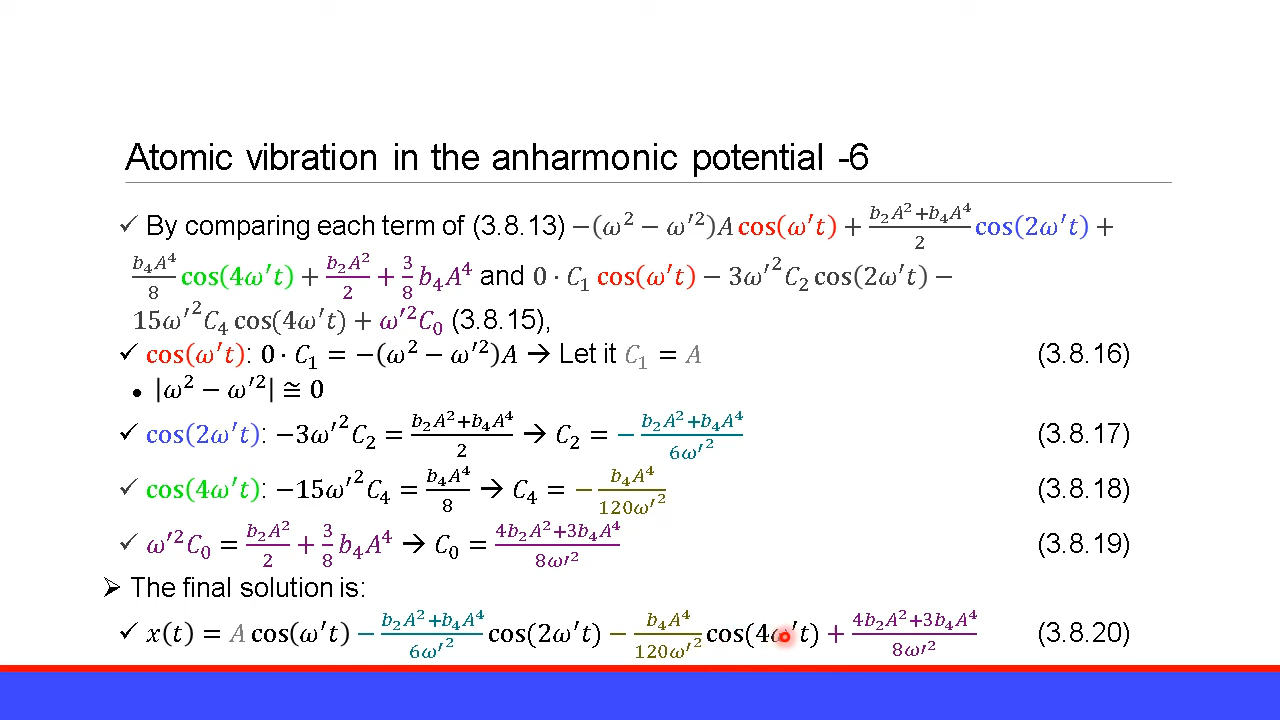 Atomic vibration in the anharmonic potential -6
✓ By comparing each term of (3.8.13) −(ω² − ω′²)A cos(ω′t) + (b₂A²+b₄A⁴)/2 cos(2ω′t) +
b₄A⁴/8 cos(4ω′t) + b₂A²/2 + 3/8 b₄A⁴ and 0 · C₁ cos(ω′t) − 3ω′²C₂ cos(2ω′t) −
15ω′²C₄ cos(4ω′t) + ω′²C₀ (3.8.15),
✓ cos(ω′t): 0 · C₁ = −(ω² − ω′²)A → Let it C₁ = A (3.8.16)
• |ω² − ω′²| ≅ 0
✓ cos(2ω′t): −3ω′²C₂ = (b₂A²+b₄A⁴)/2 → C₂ = − (b₂A²+b₄A⁴)/6ω′² (3.8.17)
✓ cos(4ω′t): −15ω′²C₄ = b₄A⁴/8 → C₄ = − b₄A⁴/120ω′² (3.8.18)
✓ ω′²C₀ = b₂A²/2 + 3/8 b₄A⁴ → C₀ = (4b₂A²+3b₄A⁴)/8ω′² (3.8.19)
➢ The final solution is:
✓ x(t) = A cos(ω′t) − (b₂A²+b₄A⁴)/6ω′² cos(2ω′t) − b₄A⁴/120ω′² cos(4ω′t) + (4b₂A²+3b₄A⁴)/8ω′² (3.8.20)